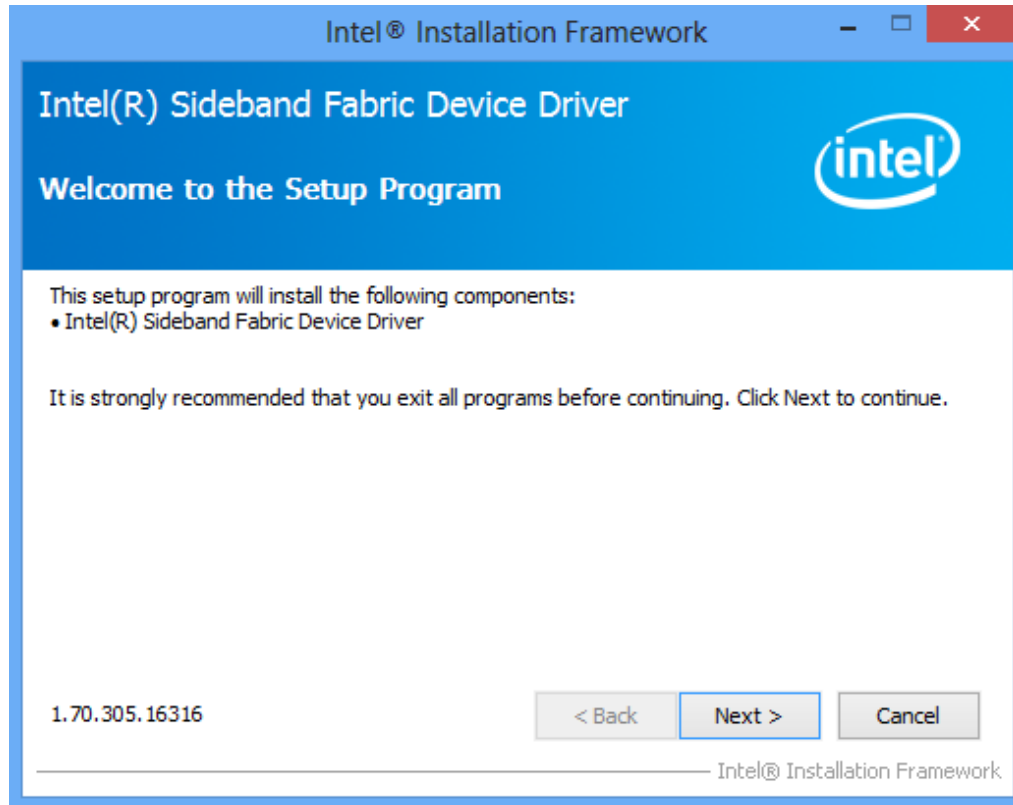 Intel® Installation Framework
Intel(R) Sideband Fabric Device Driver
intel
Welcome to the Setup Program
This setup program will install the following components:
• Intel(R) Sideband Fabric Device Driver
It is strongly recommended that you exit all programs before continuing. Click Next to continue.
1.70.305.16316
< Back
Next >
Cancel
Intel® Installation Framework